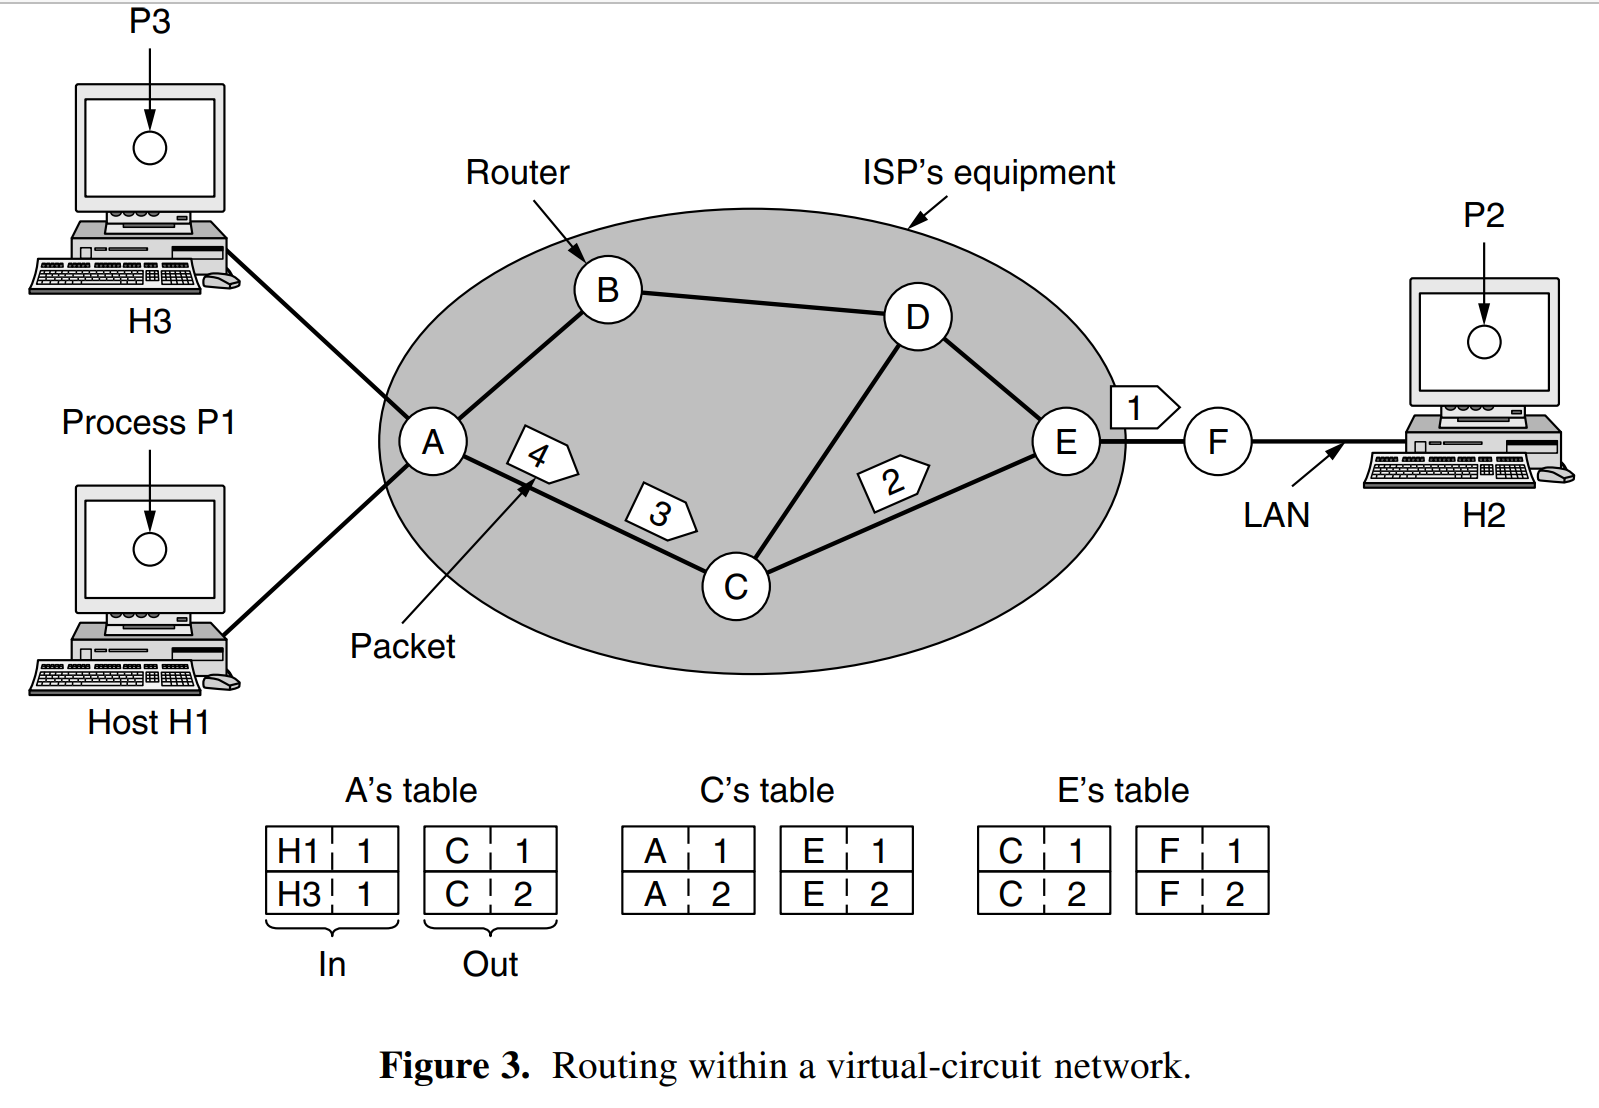 P3
Router
ISP’s equipment
P2
B
D
H3
1
Process P1
A
4
E
F
2
3
LAN
H2
C
Packet
Host H1
A’s table
C’s table
E’s table
H1 1 C 1 A 1 E 1 C 1 F 1
H3 1 C 2 A 2 E 2 C 2 F 2
In
Out
Figure 3. Routing within a virtual-circuit network.